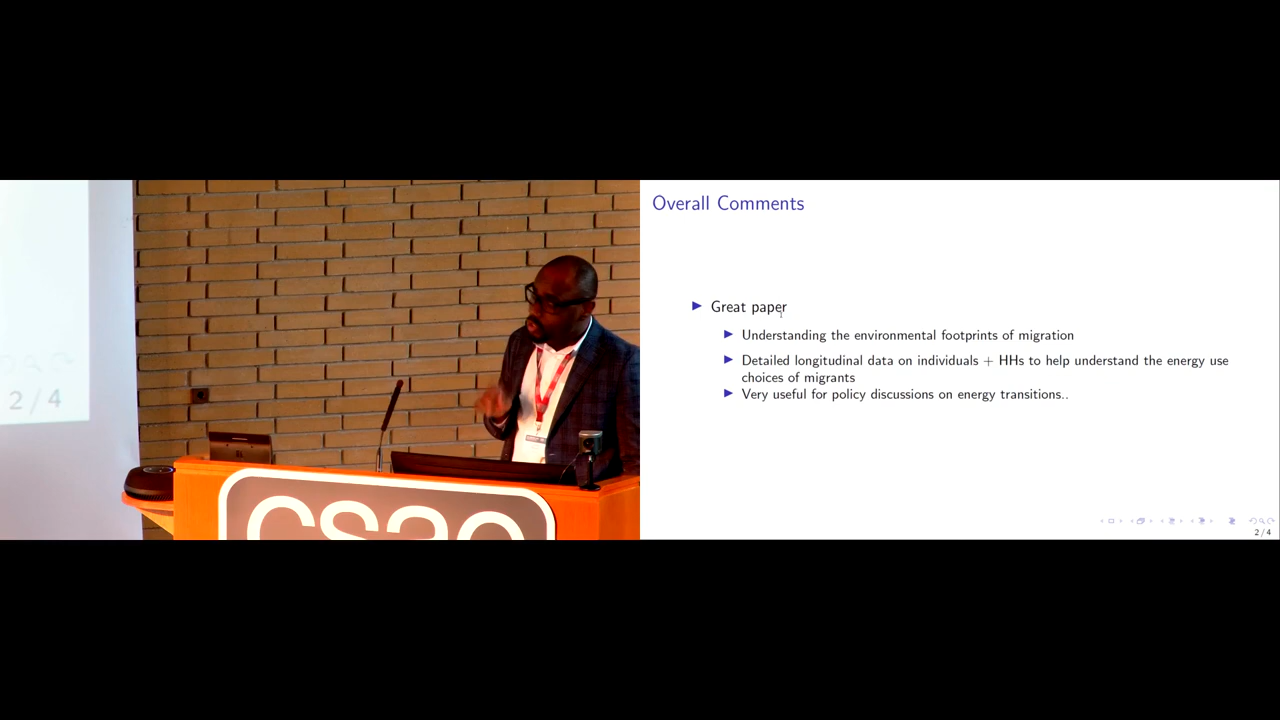 2/4
csae
Overall Comments
Great paper
Understanding the environmental footprints of migration
Detailed longitudinal data on individuals + HHs to help understand the energy use
choices of migrants
Very useful for policy discussions on energy transitions..
2/4